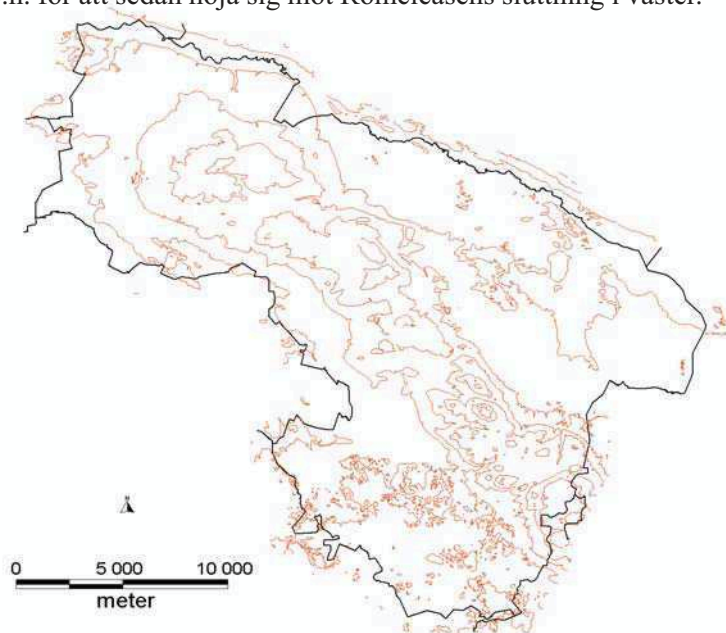 för att sedan höja sig mot Romeleåsens sluttning i väster.
0 5 000 10 000
meter